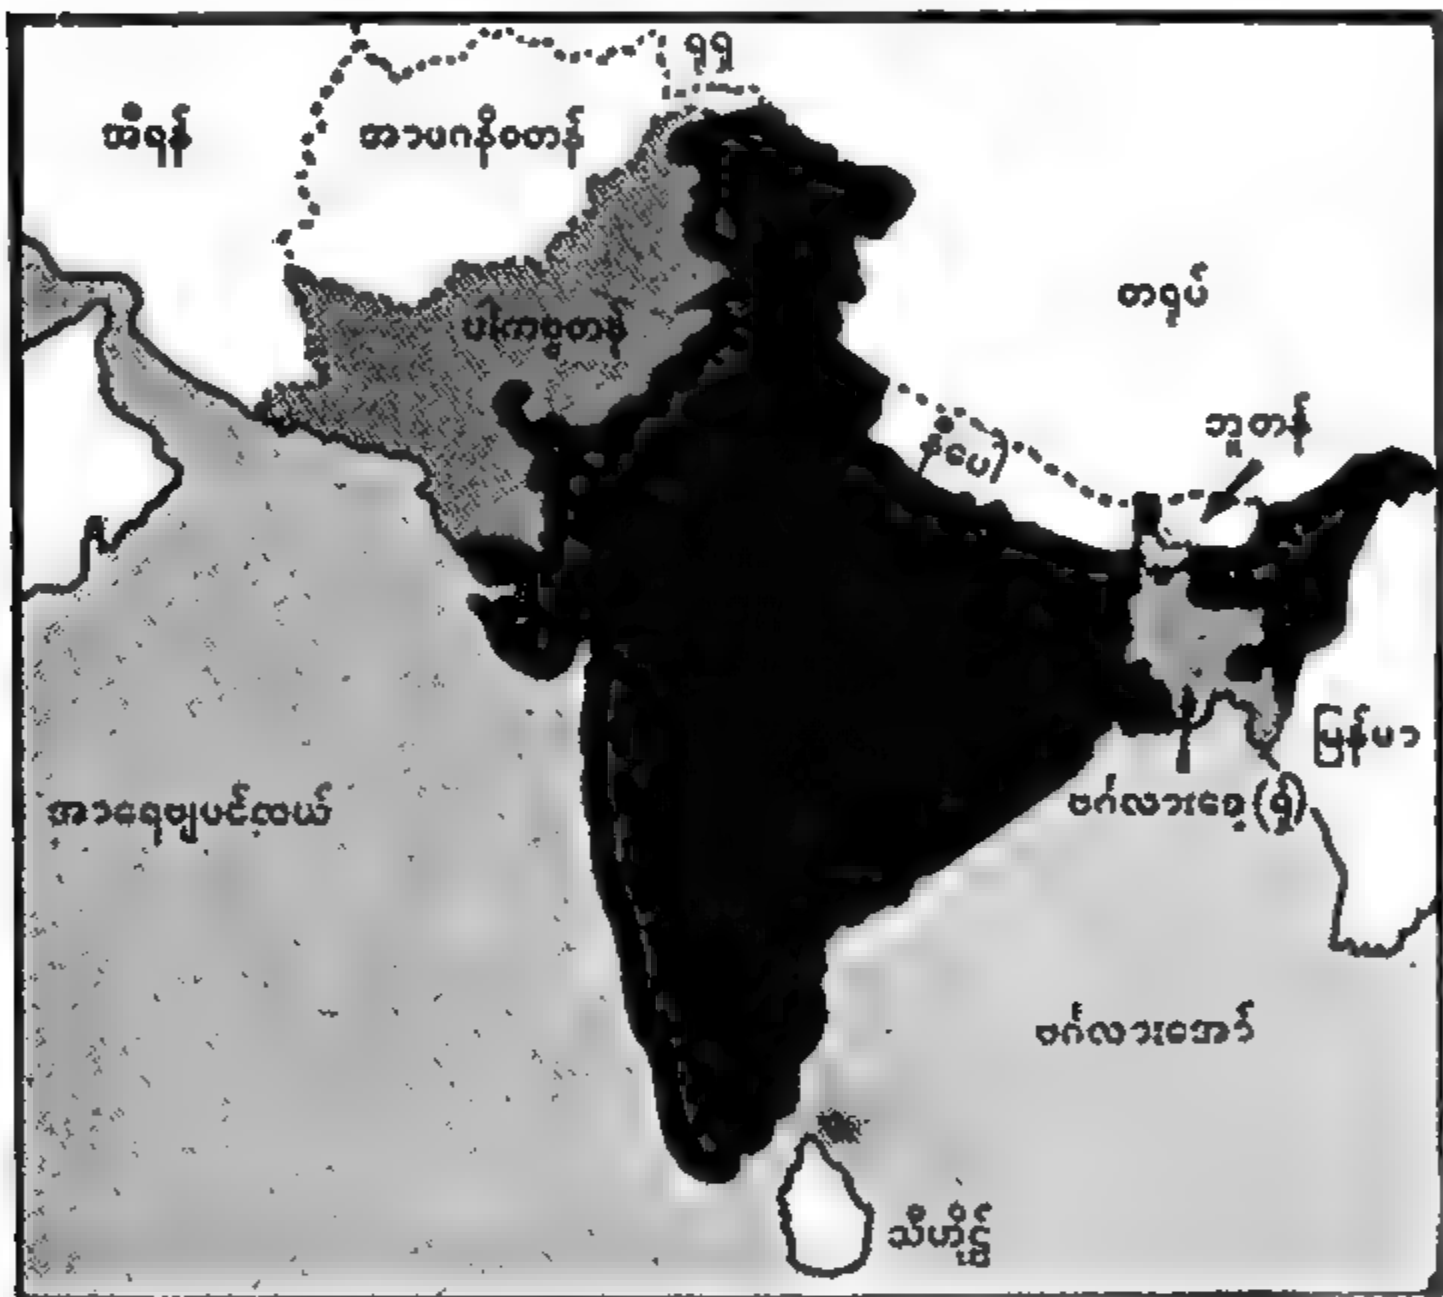 ရုရှ
အီရန်
အာဖဂနိစတန်
တရုပ်
ပါကစ္စတန်
ဘူတန်
နီပေါ
မြန်မာ
ဗင်္ဂလားဒေ့(ရှ်)
အာရေဗျပင်လယ်
ဗင်္ဂလားအော်
သီဟိုဠ်